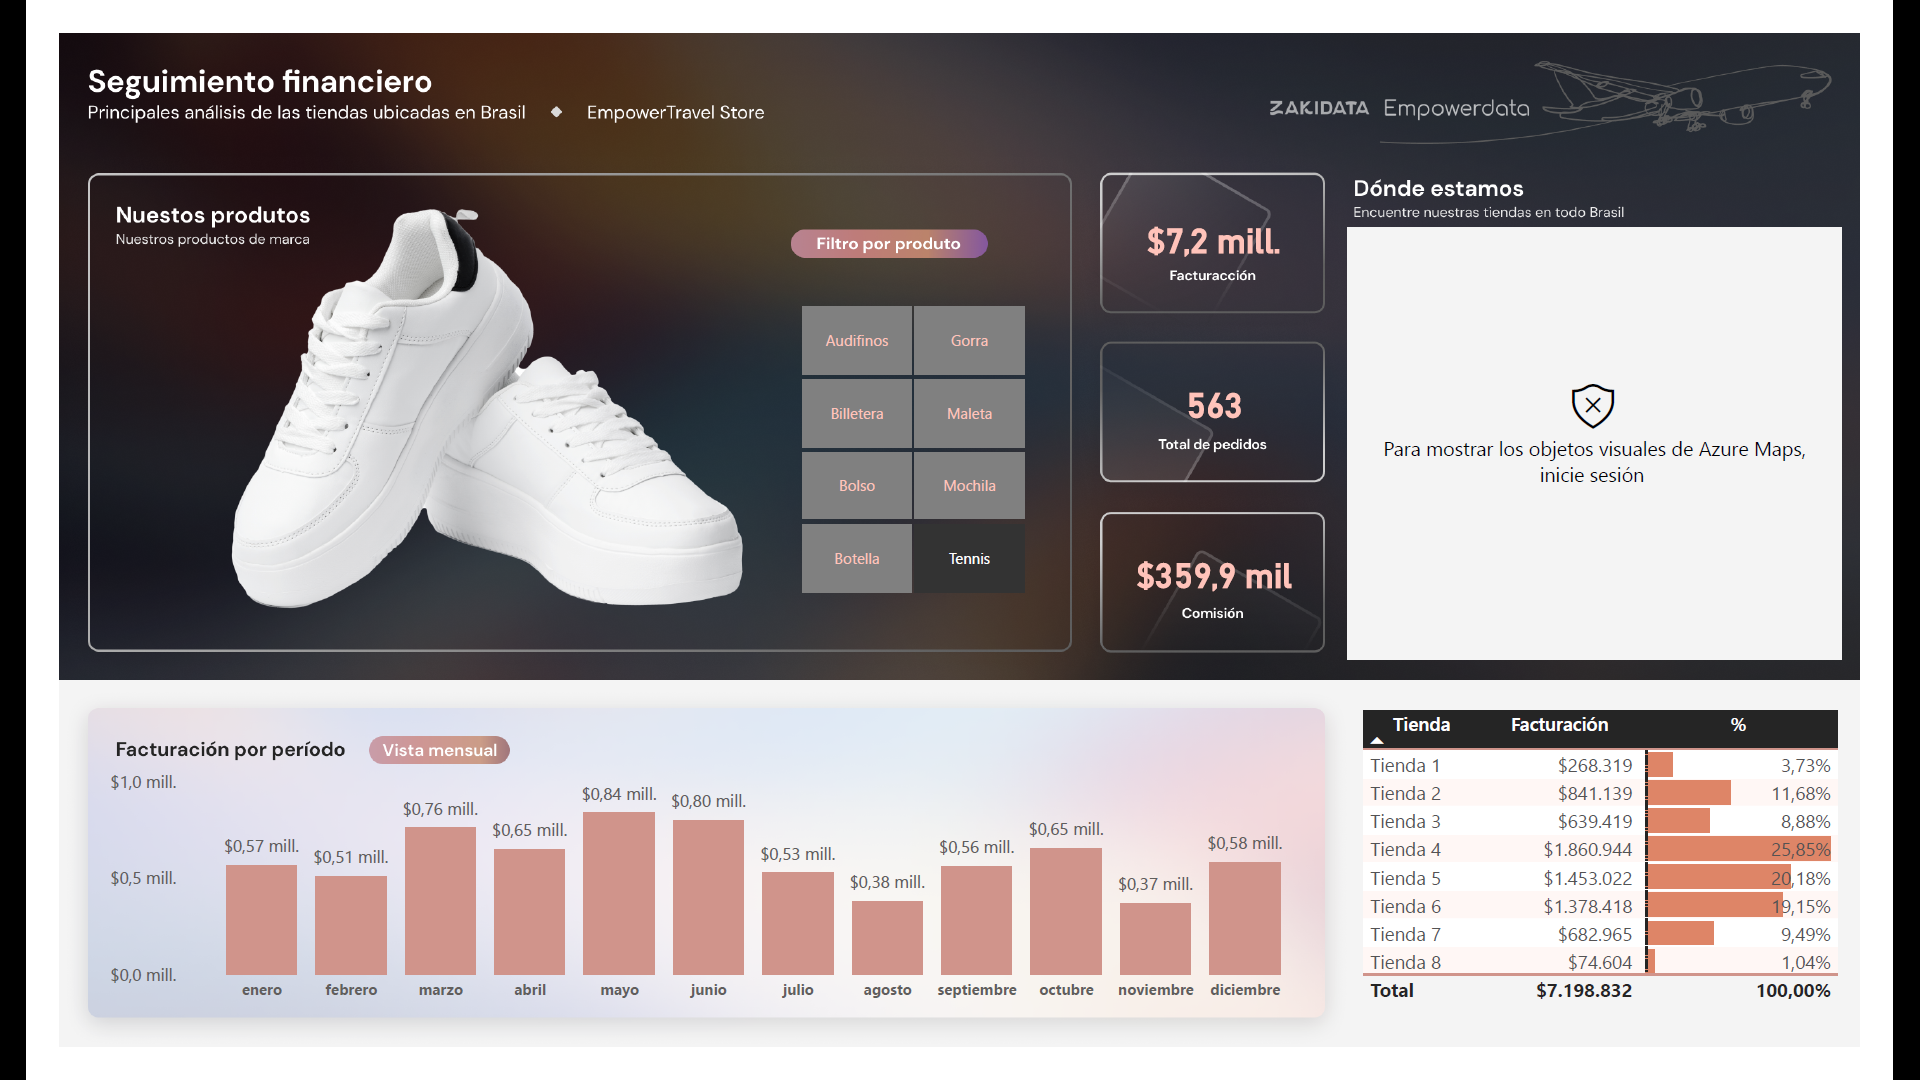 Seguimiento financiero
Principales análisis de las tiendas ubicadas en Brasil ◆ EmpowerTravel Store
ZAKIDATA Empowerdata
Nuestos produtos
Nuestros productos de marca
Filtro por produto
Audifinos Gorra
Billetera Maleta
Bolso Mochila
Botella Tennis
$7,2 mill.
Facturacción
563
Total de pedidos
$359,9 mil
Comisión
Dónde estamos
Encuentre nuestras tiendas en todo Brasil
Para mostrar los objetos visuales de Azure Maps,
inicie sesión
Facturación por período Vista mensual
$1,0 mill.
$0,5 mill.
$0,0 mill.
$0,57 mill. $0,51 mill. $0,76 mill. $0,65 mill. $0,84 mill. $0,80 mill. $0,53 mill. $0,38 mill. $0,56 mill. $0,65 mill. $0,37 mill. $0,58 mill.
enero febrero marzo abril mayo junio julio agosto septiembre octubre noviembre diciembre
Tienda Facturación %
Tienda 1 $268.319 3,73%
Tienda 2 $841.139 11,68%
Tienda 3 $639.419 8,88%
Tienda 4 $1.860.944 25,85%
Tienda 5 $1.453.022 20,18%
Tienda 6 $1.378.418 19,15%
Tienda 7 $682.965 9,49%
Tienda 8 $74.604 1,04%
Total $7.198.832 100,00%